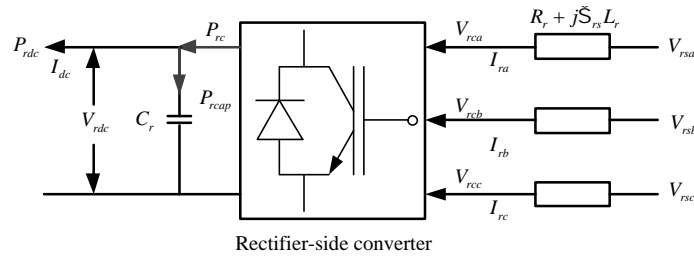 P_rdc
I_dc
P_rc
P_rcap
C_r
V_rdc
V_rca
I_ra
R_r + jŠ_rs L_r
V_rsa
V_rcb
I_rb
V_rsb
V_rcc
I_rc
V_rsc
Rectifier-side converter